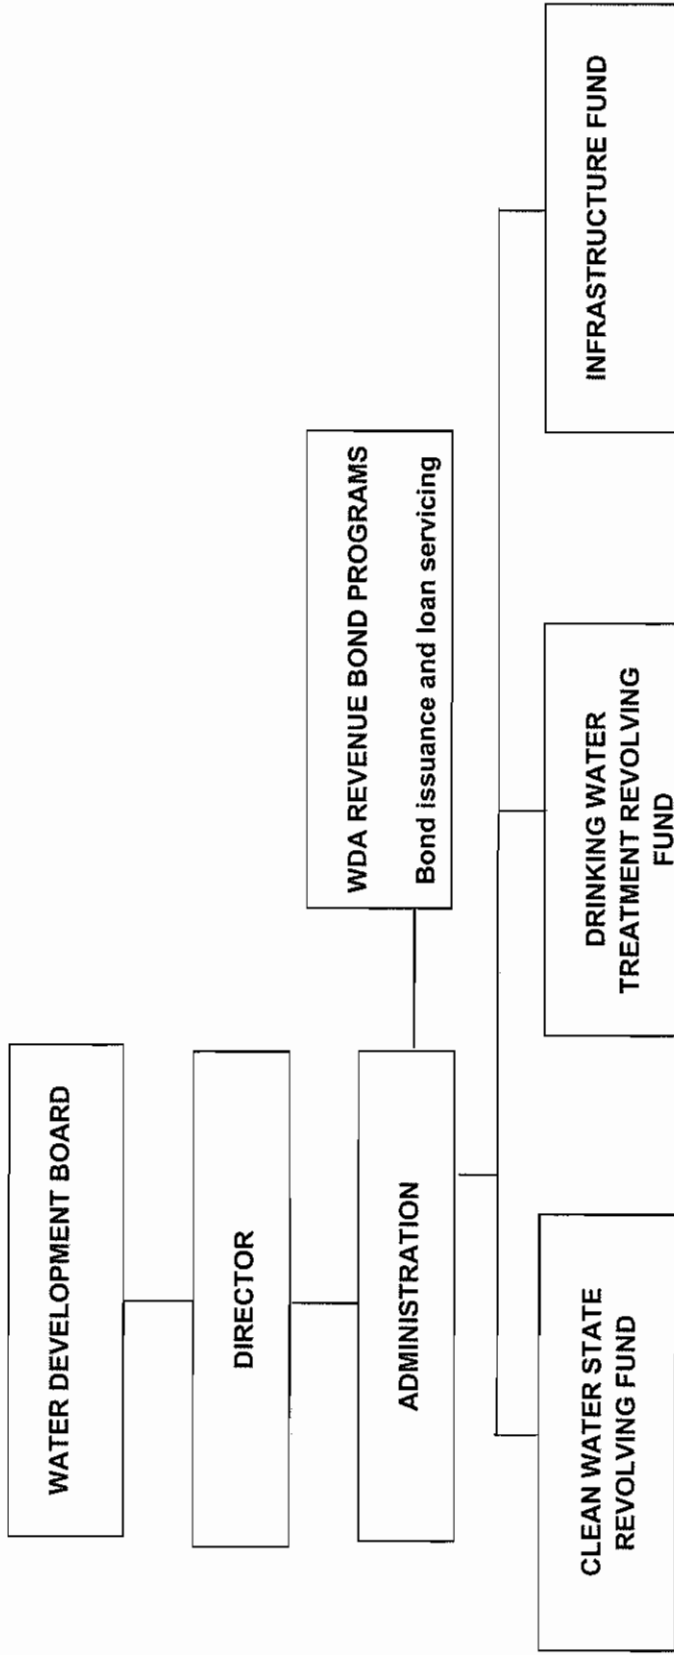 WATER DEVELOPMENT BOARD
DIRECTOR
ADMINISTRATION
WDA REVENUE BOND PROGRAMS
Bond issuance and loan servicing
CLEAN WATER STATE
REVOLVING FUND
DRINKING WATER
TREATMENT REVOLVING
FUND
INFRASTRUCTURE FUND